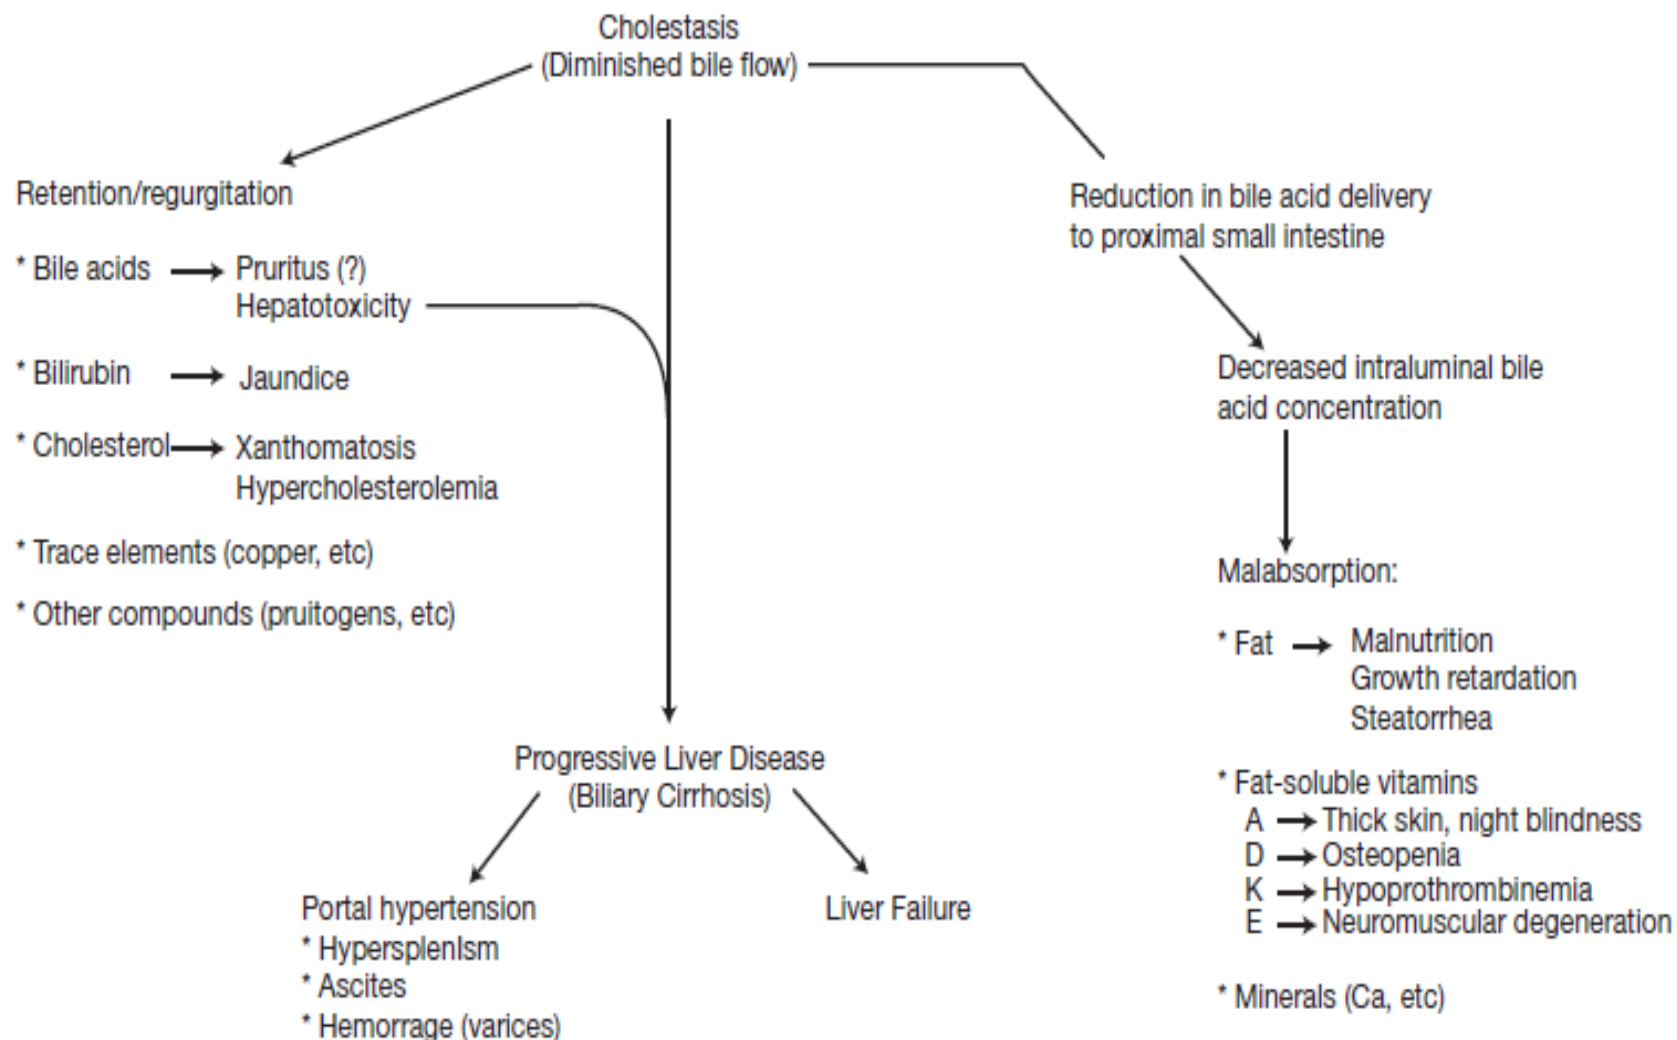 Cholestasis
(Diminished bile flow)
Retention/regurgitation
* Bile acids
Pruritus (?)
Hepatotoxicity
* Bilirubin
Jaundice
* Cholesterol
Xanthomatosis
Hypercholesterolemia
* Trace elements (copper, etc)
* Other compounds (pruitogens, etc)
Progressive Liver Disease
(Biliary Cirrhosis)
Portal hypertension
* HypersplenIsm
* Ascites
* Hemorrage (varices)
Liver Failure
Reduction in bile acid delivery
to proximal small intestine
Decreased intraluminal bile
acid concentration
Malabsorption:
* Fat
Malnutrition
Growth retardation
Steatorrhea
* Fat-soluble vitamins
A Thick skin, night blindness
D Osteopenia
K Hypoprothrombinemia
E Neuromuscular degeneration
* Minerals (Ca, etc)